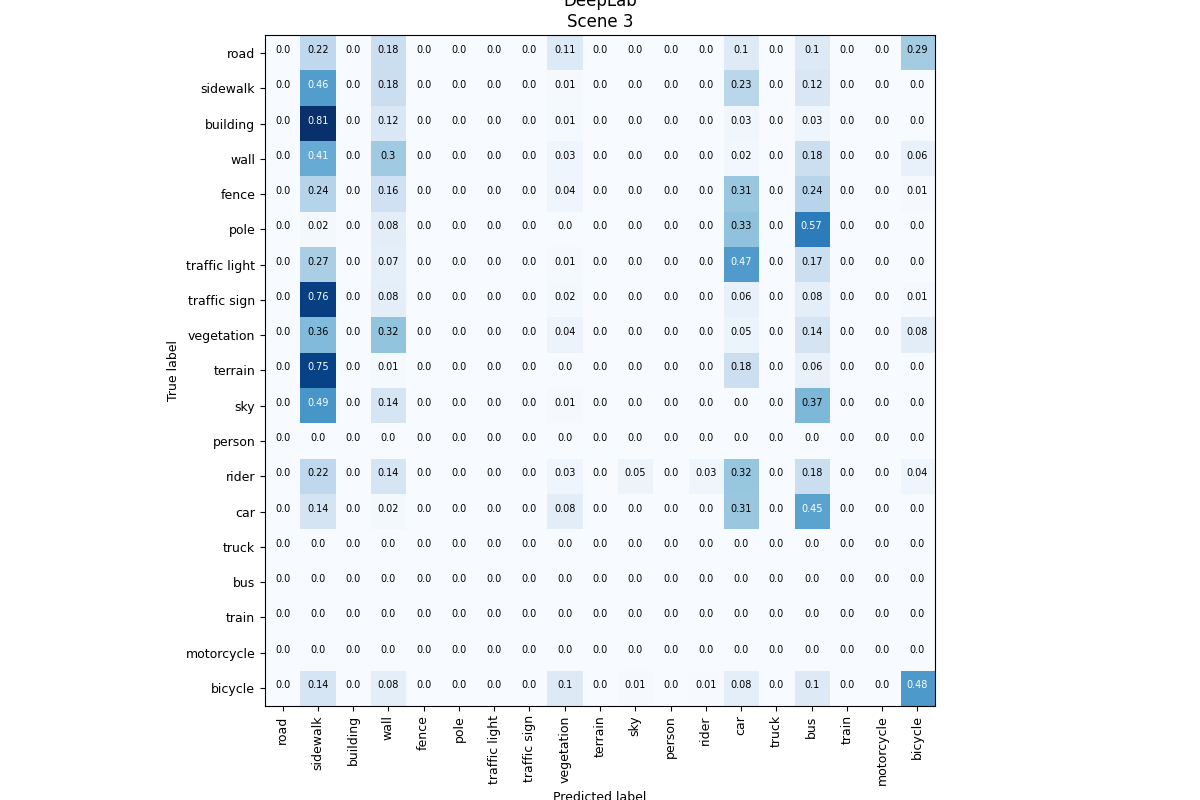 DeepLab
Scene 3
road 0.0 0.22 0.0 0.18 0.0 0.0 0.0 0.0 0.11 0.0 0.0 0.0 0.0 0.1 0.0 0.1 0.0 0.0 0.29
sidewalk 0.0 0.46 0.0 0.18 0.0 0.0 0.0 0.0 0.01 0.0 0.0 0.0 0.0 0.23 0.0 0.12 0.0 0.0 0.0
building 0.0 0.81 0.0 0.12 0.0 0.0 0.0 0.0 0.01 0.0 0.0 0.0 0.0 0.03 0.0 0.03 0.0 0.0 0.0
wall 0.0 0.41 0.0 0.3 0.0 0.0 0.0 0.0 0.03 0.0 0.0 0.0 0.0 0.02 0.0 0.18 0.0 0.0 0.06
fence 0.0 0.24 0.0 0.16 0.0 0.0 0.0 0.0 0.04 0.0 0.0 0.0 0.0 0.31 0.0 0.24 0.0 0.0 0.01
pole 0.0 0.02 0.0 0.08 0.0 0.0 0.0 0.0 0.0 0.0 0.0 0.0 0.0 0.33 0.0 0.57 0.0 0.0 0.0
traffic light 0.0 0.27 0.0 0.07 0.0 0.0 0.0 0.0 0.01 0.0 0.0 0.0 0.0 0.47 0.0 0.17 0.0 0.0 0.0
traffic sign 0.0 0.76 0.0 0.08 0.0 0.0 0.0 0.0 0.02 0.0 0.0 0.0 0.0 0.06 0.0 0.08 0.0 0.0 0.01
vegetation 0.0 0.36 0.0 0.32 0.0 0.0 0.0 0.0 0.04 0.0 0.0 0.0 0.0 0.05 0.0 0.14 0.0 0.0 0.08
terrain 0.0 0.75 0.0 0.01 0.0 0.0 0.0 0.0 0.0 0.0 0.0 0.0 0.0 0.18 0.0 0.06 0.0 0.0 0.0
sky 0.0 0.49 0.0 0.14 0.0 0.0 0.0 0.0 0.01 0.0 0.0 0.0 0.0 0.0 0.0 0.37 0.0 0.0 0.0
person 0.0 0.0 0.0 0.0 0.0 0.0 0.0 0.0 0.0 0.0 0.0 0.0 0.0 0.0 0.0 0.0 0.0 0.0 0.0
rider 0.0 0.22 0.0 0.14 0.0 0.0 0.0 0.0 0.03 0.0 0.05 0.0 0.03 0.32 0.0 0.18 0.0 0.0 0.04
car 0.0 0.14 0.0 0.02 0.0 0.0 0.0 0.0 0.08 0.0 0.0 0.0 0.0 0.31 0.0 0.45 0.0 0.0 0.0
truck 0.0 0.0 0.0 0.0 0.0 0.0 0.0 0.0 0.0 0.0 0.0 0.0 0.0 0.0 0.0 0.0 0.0 0.0 0.0
bus 0.0 0.0 0.0 0.0 0.0 0.0 0.0 0.0 0.0 0.0 0.0 0.0 0.0 0.0 0.0 0.0 0.0 0.0 0.0
train 0.0 0.0 0.0 0.0 0.0 0.0 0.0 0.0 0.0 0.0 0.0 0.0 0.0 0.0 0.0 0.0 0.0 0.0 0.0
motorcycle 0.0 0.0 0.0 0.0 0.0 0.0 0.0 0.0 0.0 0.0 0.0 0.0 0.0 0.0 0.0 0.0 0.0 0.0 0.0
bicycle 0.0 0.14 0.0 0.08 0.0 0.0 0.0 0.0 0.1 0.0 0.01 0.0 0.01 0.08 0.0 0.1 0.0 0.0 0.48
True label
road
sidewalk
building
wall
fence
pole
traffic light
traffic sign
vegetation
terrain
sky
person
rider
car
truck
bus
train
motorcycle
bicycle
Predicted label